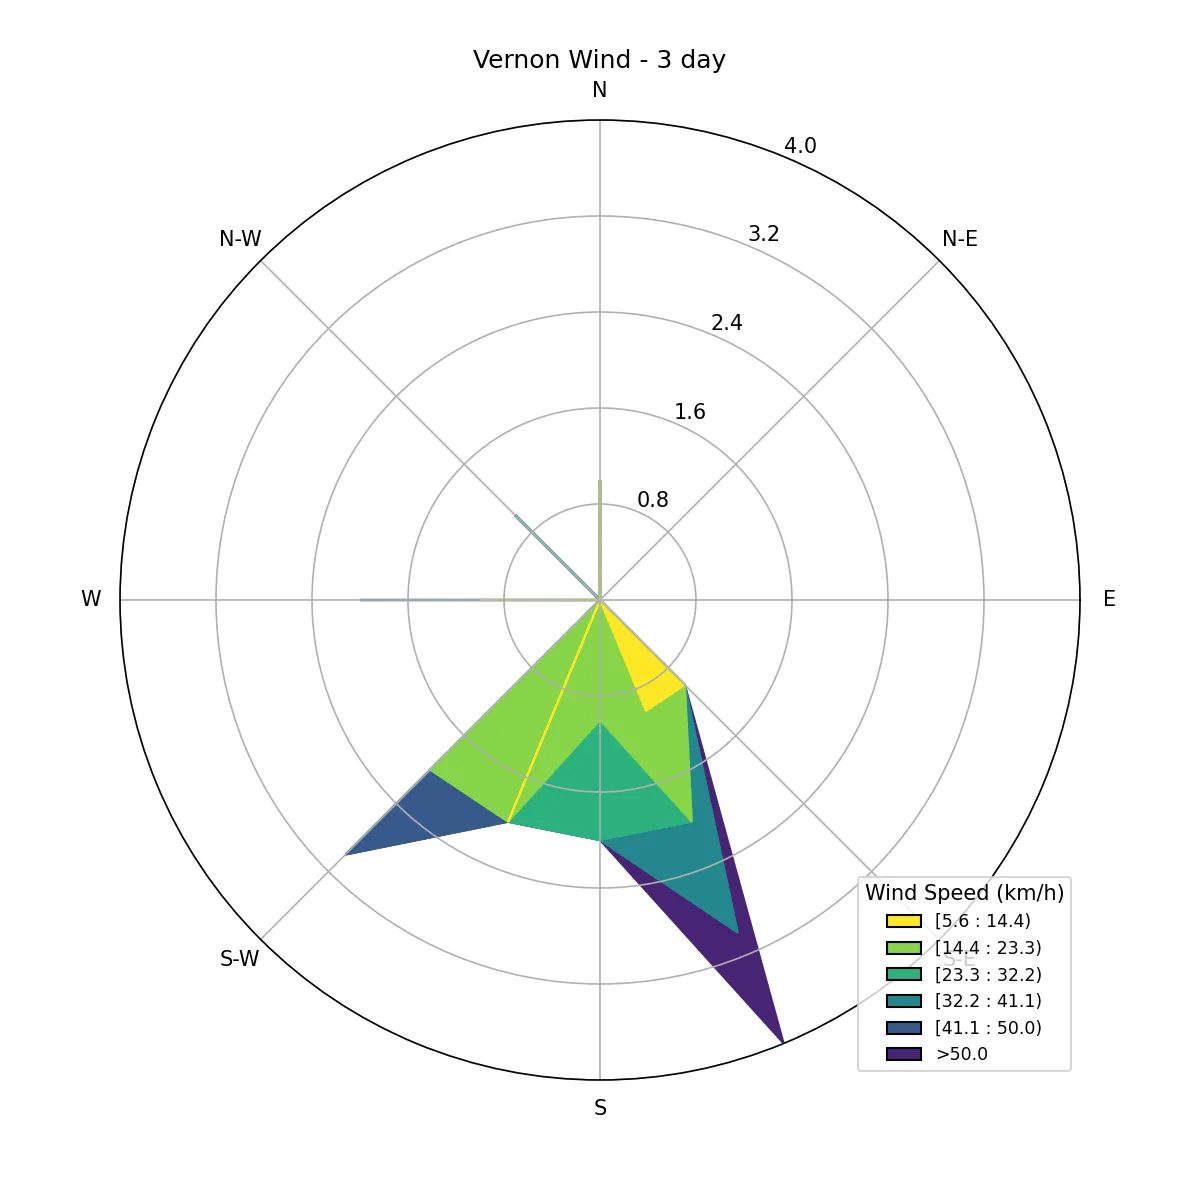 Vernon Wind - 3 day
N
4.0
N-W
3.2
N-E
2.4
1.6
0.8
W
E
S-W
S-E
S
Wind Speed (km/h)
[5.6 : 14.4)
[14.4 : 23.3)
[23.3 : 32.2)
[32.2 : 41.1)
[41.1 : 50.0)
>50.0